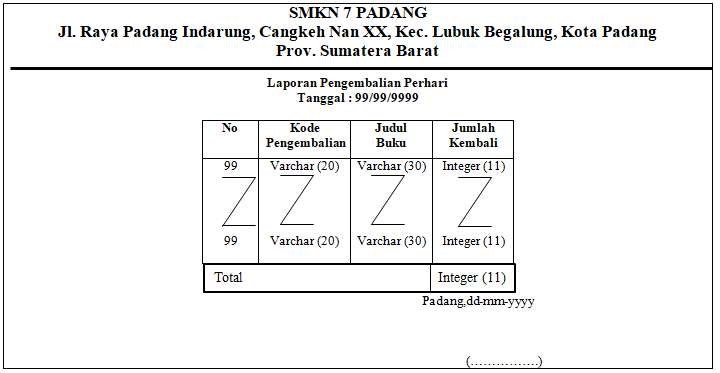 SMKN 7 PADANG
Jl. Raya Padang Indarung, Cangkeh Nan XX, Kec. Lubuk Begalung, Kota Padang
Prov. Sumatera Barat
Laporan Pengembalian Perhari
Tanggal : 99/99/9999
No Kode Pengembalian Judul Buku Jumlah Kembali
99 Varchar (20) Varchar (30) Integer (11)
99 Varchar (20) Varchar (30) Integer (11)
Total Integer (11)
Padang,dd-mm-yyyy
(…………….)